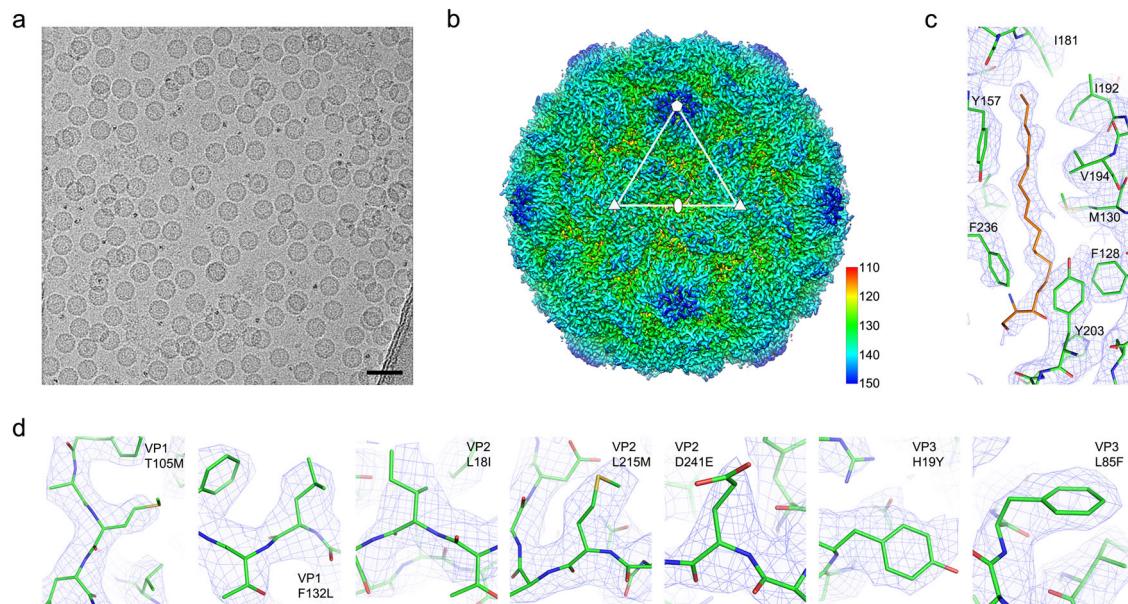 a
b
c
110
120
130
140
150
I181
I192
Y157
V194
M130
F236
F128
Y203
d
VP1
T105M
VP1
F132L
VP2
L18I
VP2
L215M
VP2
D241E
VP3
H19Y
VP3
L85F